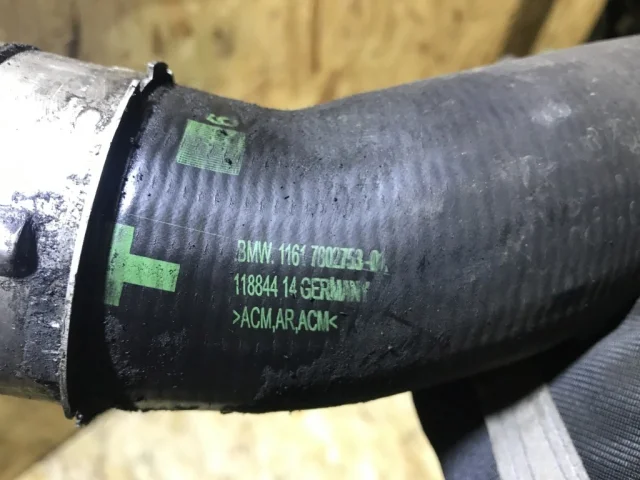 BMW. 1161 7802753-01
118844 14 GERMANY
>ACM,AR,ACM<